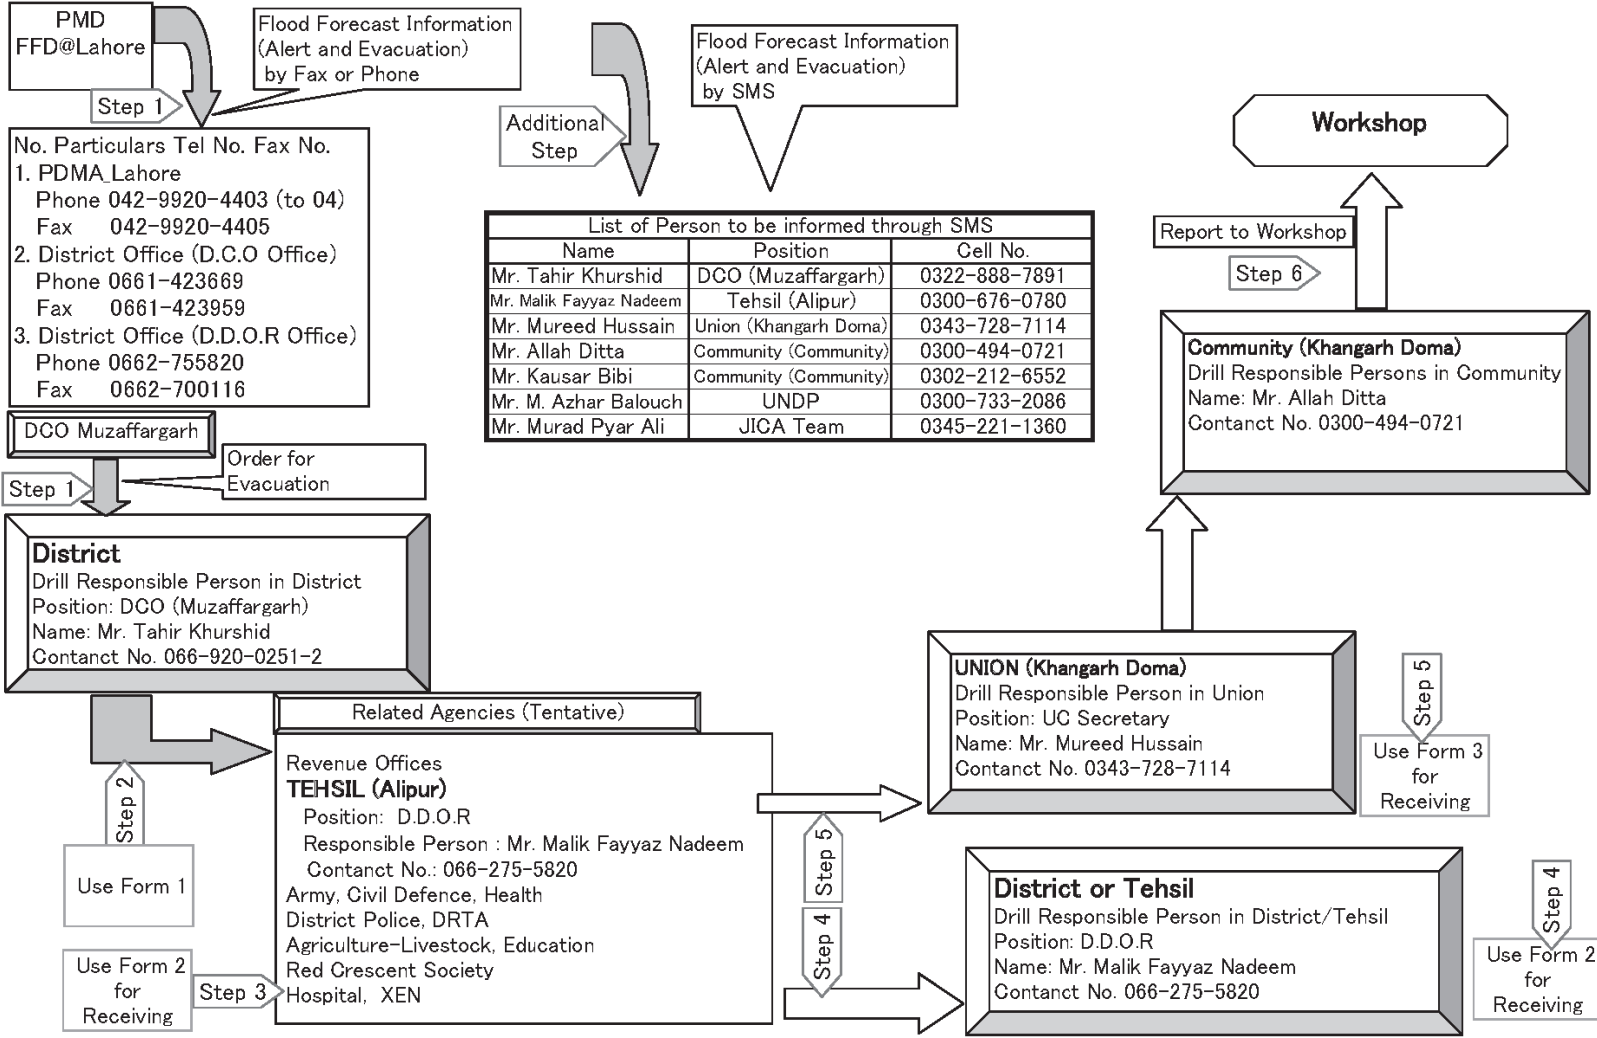 PMD
FFD@Lahore
Step 1
Flood Forecast Information
(Alert and Evacuation)
by Fax or Phone
No. Particulars Tel No. Fax No.
1. PDMA_Lahore
Phone 042-9920-4403 (to 04)
Fax 042-9920-4405
2. District Office (D.C.O Office)
Phone 0661-423669
Fax 0661-423959
3. District Office (D.D.O.R Office)
Phone 0662-755820
Fax 0662-700116
DCO Muzaffargarh
Step 1
Order for
Evacuation
District
Drill Responsible Person in District
Position: DCO (Muzaffargarh)
Name: Mr. Tahir Khurshid
Contanct No. 066-920-0251-2
Step 2
Use Form 1
Use Form 2
for
Receiving
Step 3
Related Agencies (Tentative)
Revenue Offices
TEHSIL (Alipur)
Position: D.D.O.R
Responsible Person : Mr. Malik Fayyaz Nadeem
Contanct No.: 066-275-5820
Army, Civil Defence, Health
District Police, DRTA
Agriculture-Livestock, Education
Red Crescent Society
Hospital, XEN
Additional
Step
Flood Forecast Information
(Alert and Evacuation)
by SMS
List of Person to be informed through SMS
Name Position Cell No.
Mr. Tahir Khurshid DCO (Muzaffargarh) 0322-888-7891
Mr. Malik Fayyaz Nadeem Tehsil (Alipur) 0300-676-0780
Mr. Mureed Hussain Union (Khangarh Doma) 0343-728-7114
Mr. Allah Ditta Community (Community) 0300-494-0721
Mr. Kausar Bibi Community (Community) 0302-212-6552
Mr. M. Azhar Balouch UNDP 0300-733-2086
Mr. Murad Pyar Ali JICA Team 0345-221-1360
Step 5
Step 4
District or Tehsil
Drill Responsible Person in District/Tehsil
Position: D.D.O.R
Name: Mr. Malik Fayyaz Nadeem
Contanct No. 066-275-5820
Step 4
Use Form 2
for
Receiving
UNION (Khangarh Doma)
Drill Responsible Person in Union
Position: UC Secretary
Name: Mr. Mureed Hussain
Contanct No. 0343-728-7114
Step 5
Use Form 3
for
Receiving
Community (Khangarh Doma)
Drill Responsible Persons in Community
Name: Mr. Allah Ditta
Contanct No. 0300-494-0721
Report to Workshop
Step 6
Workshop